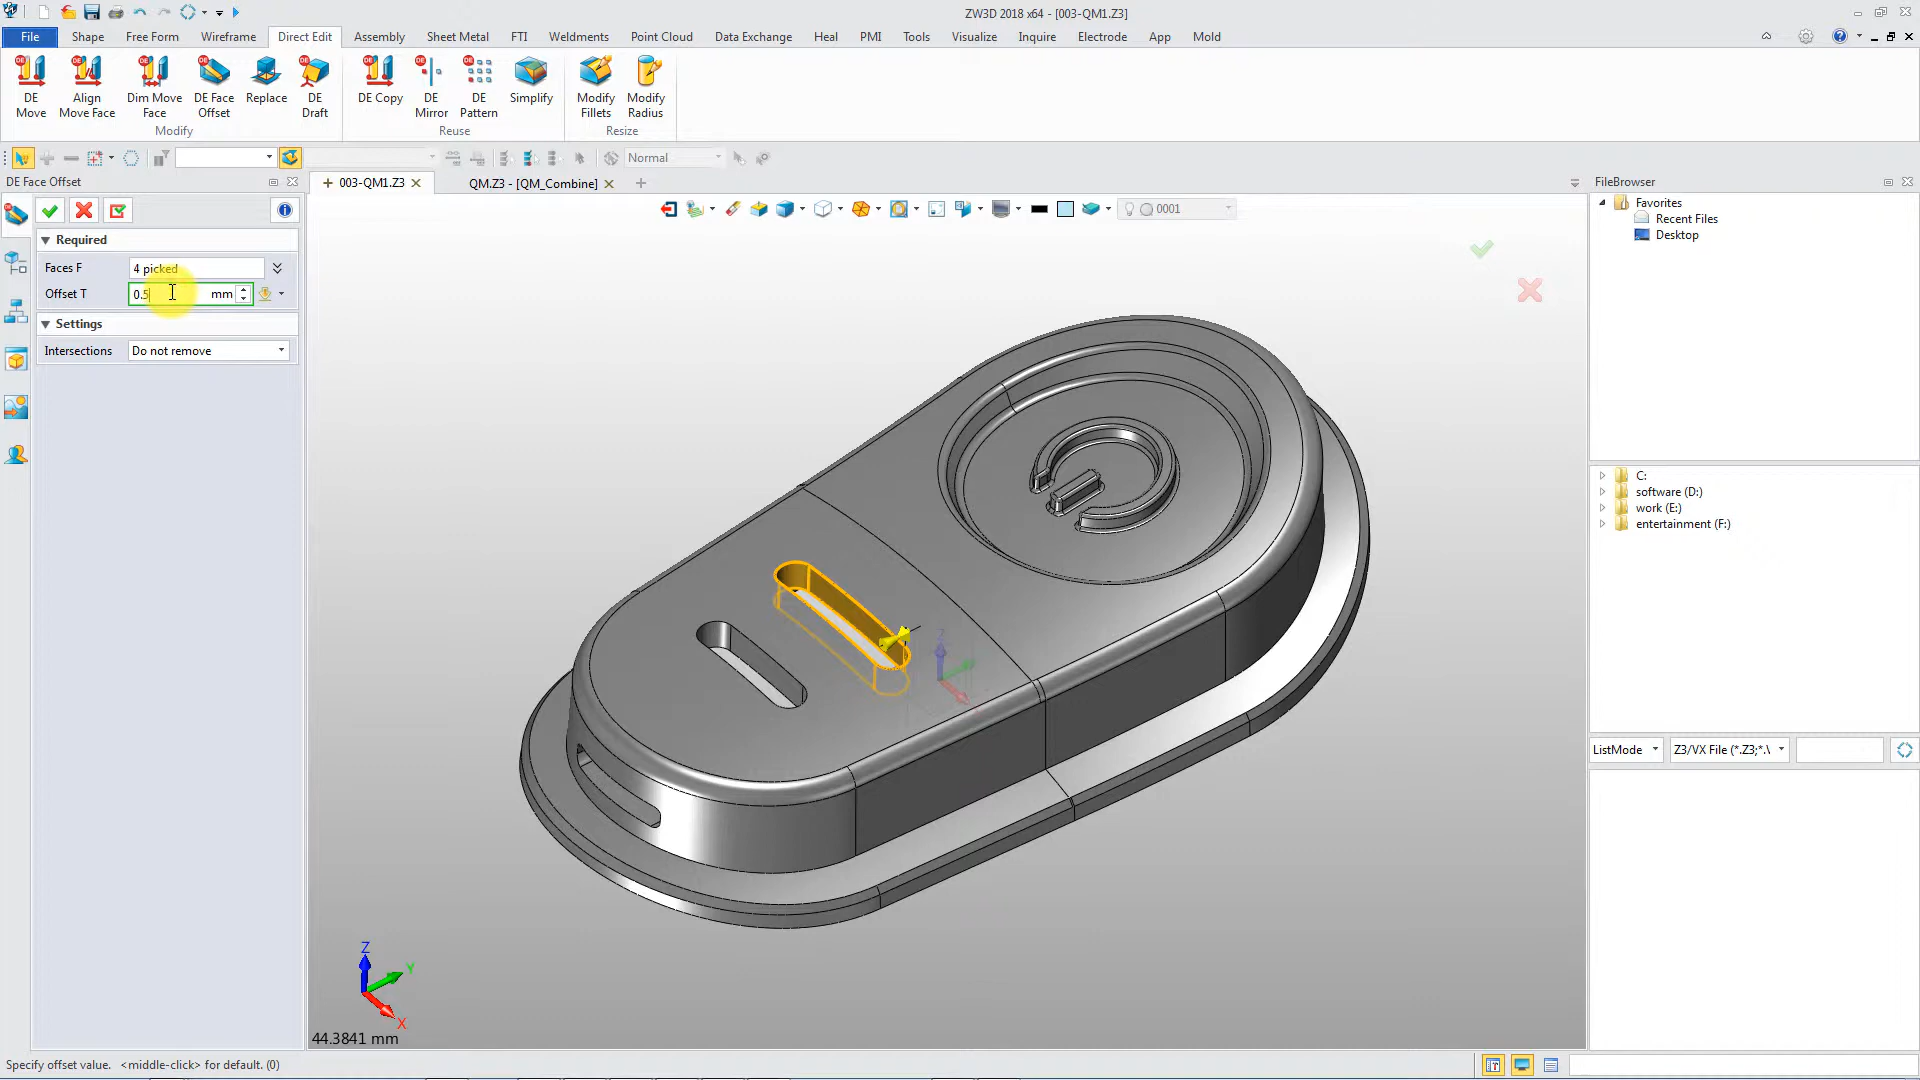 ZW3D 2018 x64 - [003-QM1.Z3]
File Shape Free Form Wireframe Direct Edit Assembly Sheet Metal FTI Weldments Point Cloud Data Exchange Heal PMI Tools Visualize Inquire Electrode App Mold
DE Move
Align Move Face
Dim Move Face
DE Face Offset
Replace
DE Draft
DE Copy
DE Mirror
DE Pattern
Simplify
Modify Fillets
Modify Radius
Modify
Reuse
Resize
Normal
DE Face Offset
003-QM1.Z3
QM.Z3 - [QM_Combine]
FileBrowser
0001
Required
Faces F 4 picked
Offset T 0.5 mm
Settings
Intersections Do not remove
Favorites
Recent Files
Desktop
C:
software (D:)
work (E:)
entertainment (F:)
ListMode
Z3/VX File (*.Z3;*.\
Z
Z
Y
X
44.3841 mm
Specify offset value. <middle-click> for default. (0)